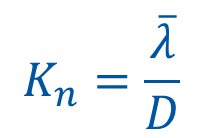 Kₙ = λ̄ / D